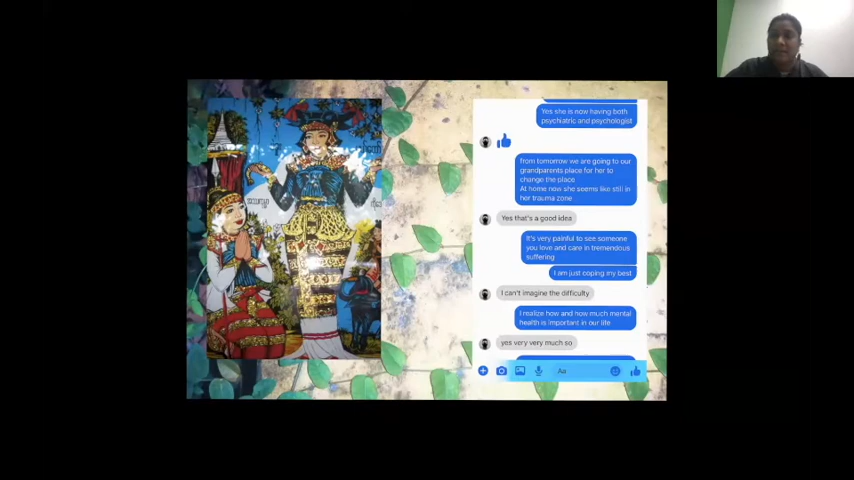 Yes she is now having both
psychiatric and psychologist
from tomorrow we are going to our
grandparents place for her to
change the place
At home now she seems like still in
her trauma zone
Yes that's a good idea
It's very painful to see someone
you love and care in tremendous
suffering
I am just coping my best
I can't imagine the difficulty
I realize how and how much mental
health is important in our life
yes very very much so
Aa